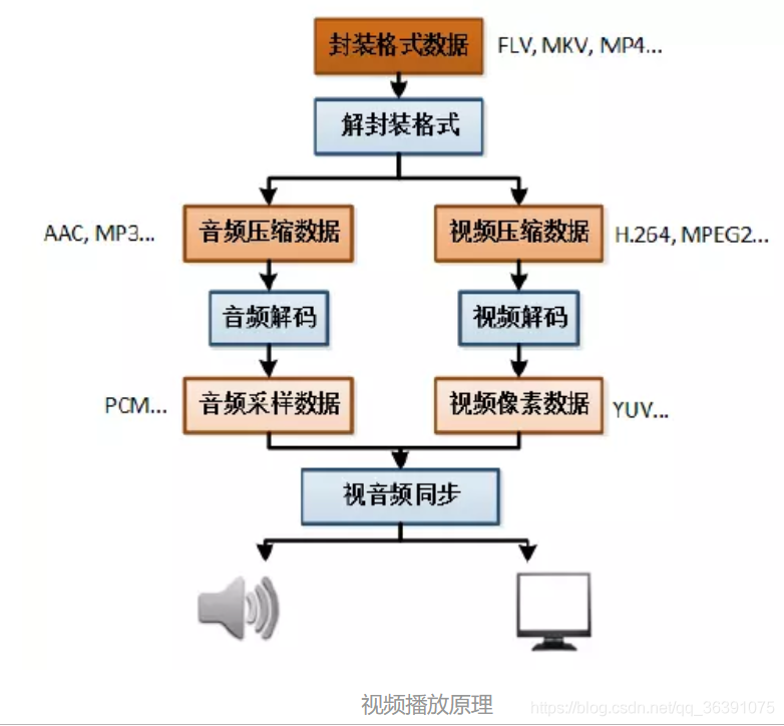 封装格式数据 FLV, MKV, MP4...
解封装格式
AAC, MP3... 音频压缩数据 视频压缩数据 H.264, MPEG2...
音频解码 视频解码
PCM... 音频采样数据 视频像素数据 YUV...
视音频同步
视频播放原理
https://blog.csdn.net/qq_36391075